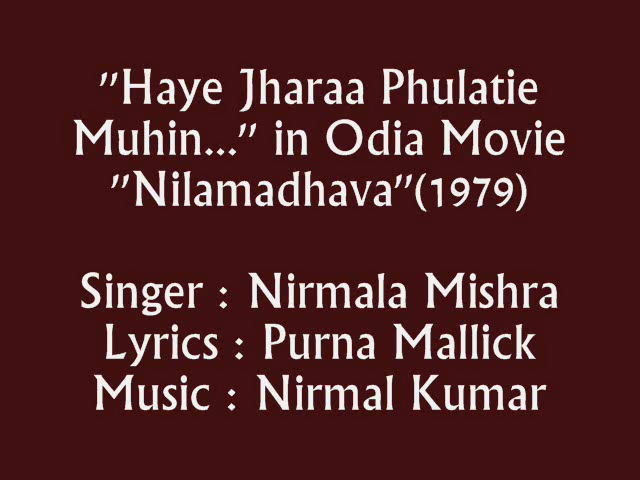 "Haye Jharaa Phulatie
Muhin..." in Odia Movie
"Nilamadhava"(1979)
Singer : Nirmala Mishra
Lyrics : Purna Mallick
Music : Nirmal Kumar